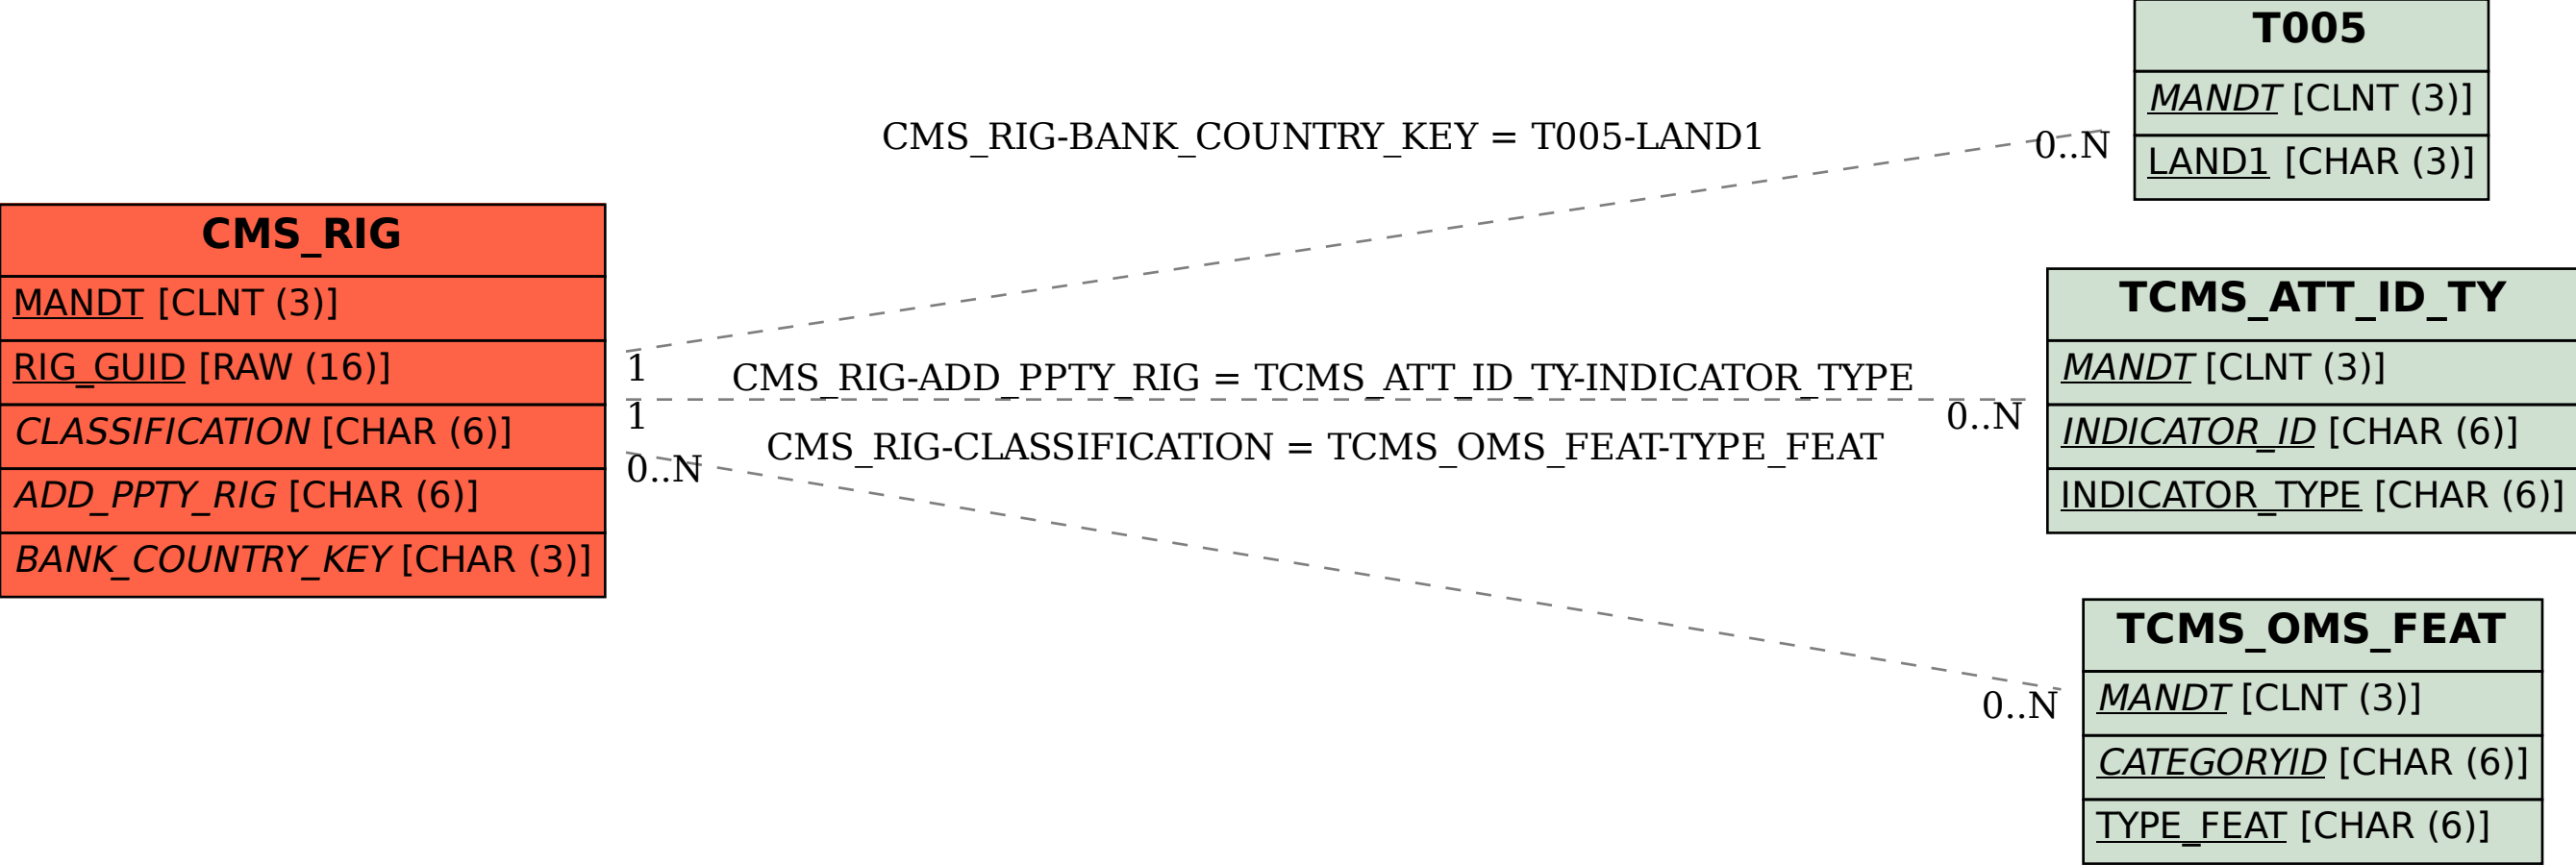 T005
MANDT [CLNT (3)]
LAND1 [CHAR (3)]
CMS_RIG-BANK_COUNTRY_KEY = T005-LAND1
0..N
CMS_RIG
MANDT [CLNT (3)]
RIG_GUID [RAW (16)]
CLASSIFICATION [CHAR (6)]
ADD_PPTY_RIG [CHAR (6)]
BANK_COUNTRY_KEY [CHAR (3)]
1
CMS_RIG-ADD_PPTY_RIG = TCMS_ATT_ID_TY-INDICATOR_TYPE
1
0..N
CMS_RIG-CLASSIFICATION = TCMS_OMS_FEAT-TYPE_FEAT
0..N
0..N
TCMS_ATT_ID_TY
MANDT [CLNT (3)]
INDICATOR_ID [CHAR (6)]
INDICATOR_TYPE [CHAR (6)]
TCMS_OMS_FEAT
MANDT [CLNT (3)]
CATEGORYID [CHAR (6)]
TYPE_FEAT [CHAR (6)]